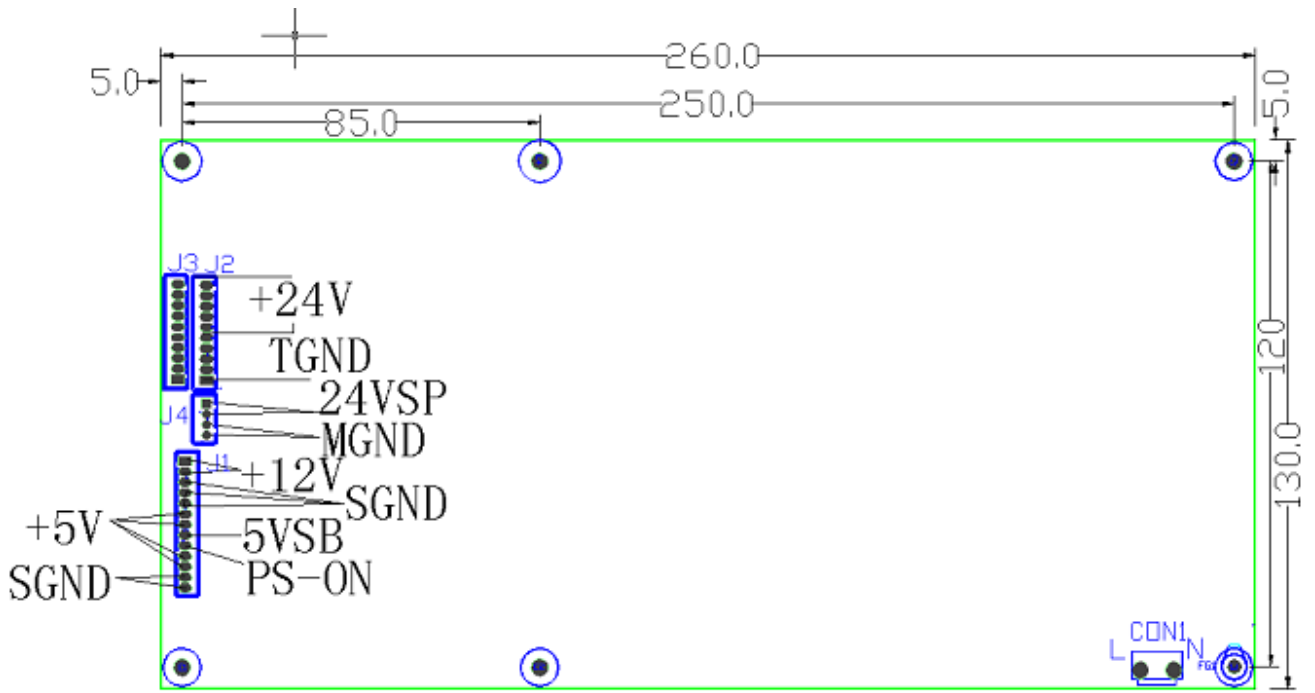 260.0
5.0
250.0
5.0
85.0
J3 J2
+24V
TGND
24VSP
J4
MGND
J1
+12V
SGND
+5V
5VSB
SGND
PS-ON
120
130.0
CON1
L N